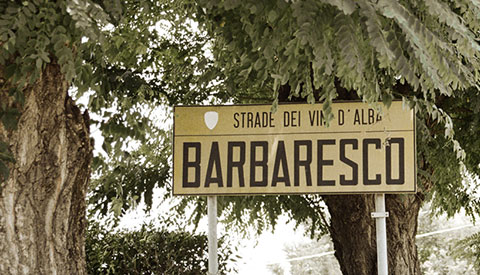 STRADE DEI VINI D'ALBA
BARBARESCO